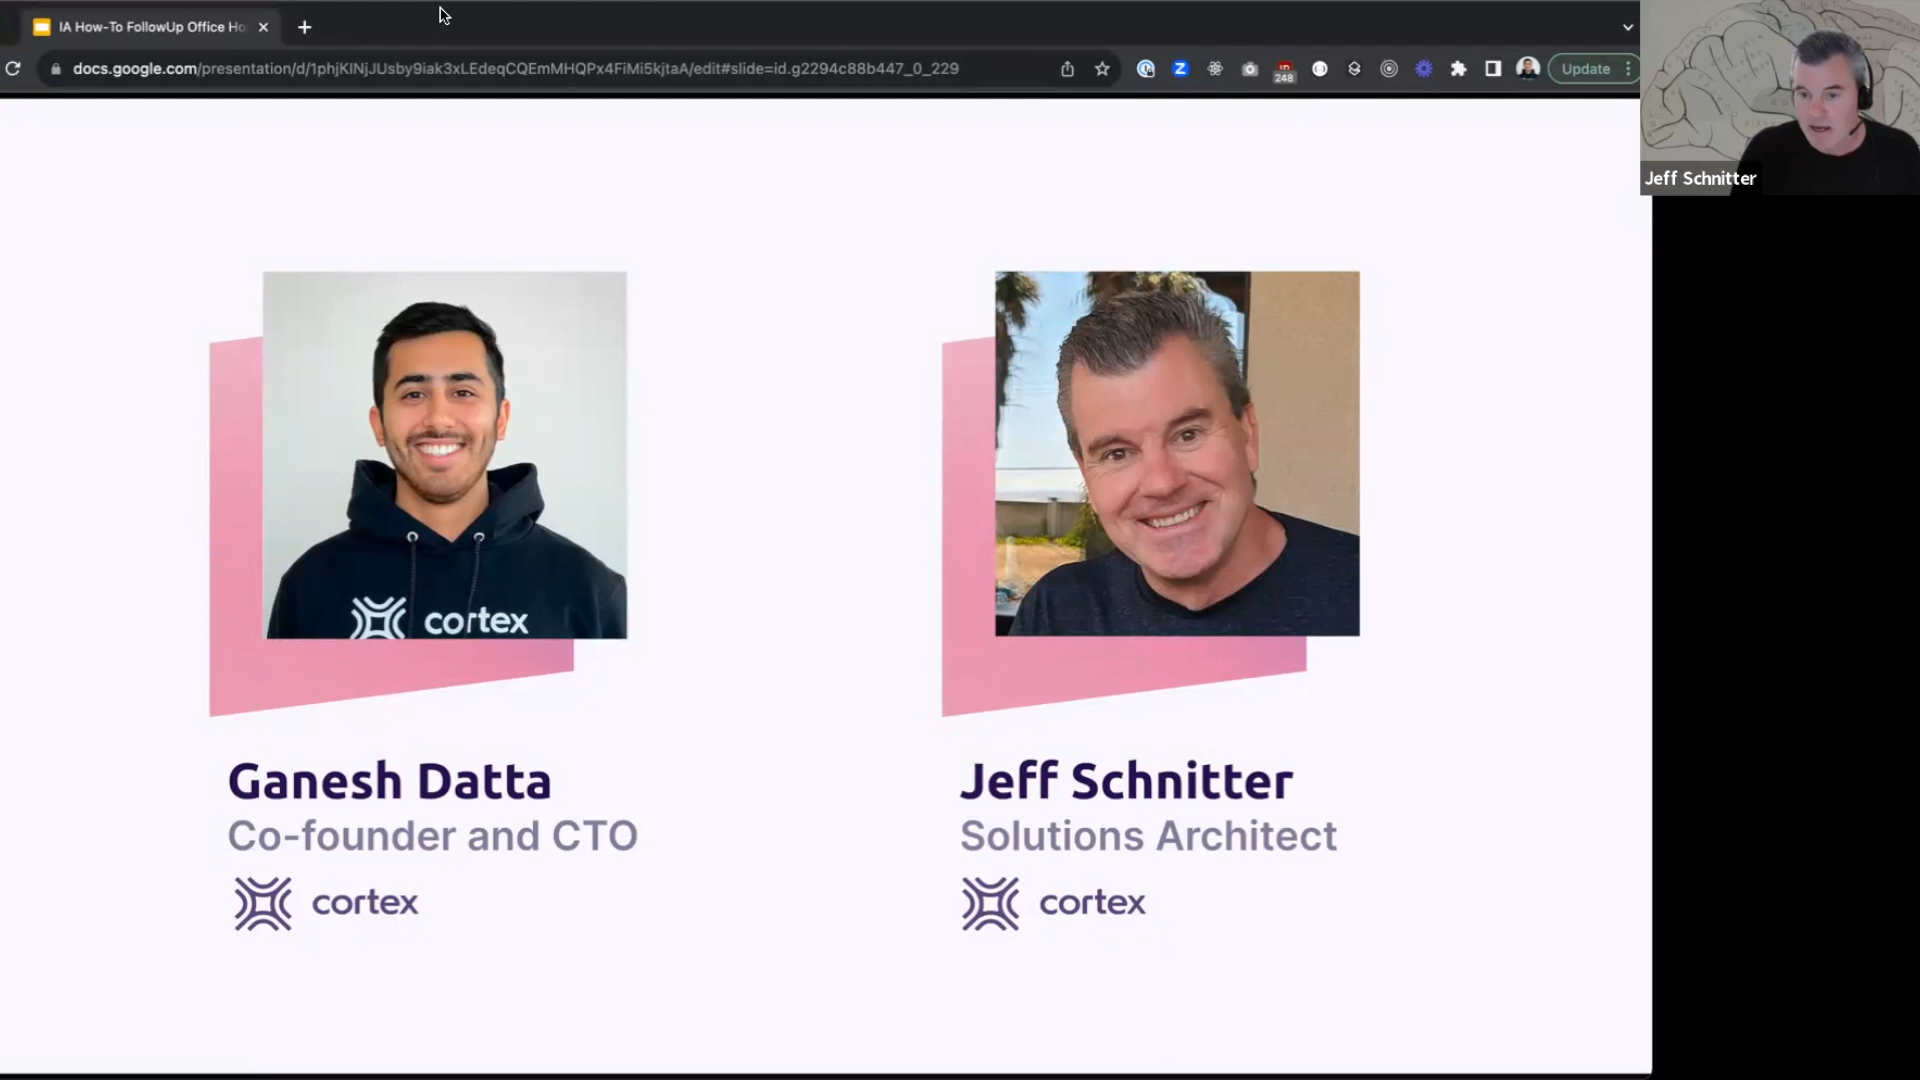 IA How-To FollowUp Office Ho
docs.google.com/presentation/d/1phjKINjJUsby9iak3xLEdeqCQEmMHQPx4FiMi5kjtaA/edit#slide=id.g2294c88b447_0_229
248
Update
Jeff Schnitter
cortex
Ganesh Datta
Co-founder and CTO
cortex
Jeff Schnitter
Solutions Architect
cortex